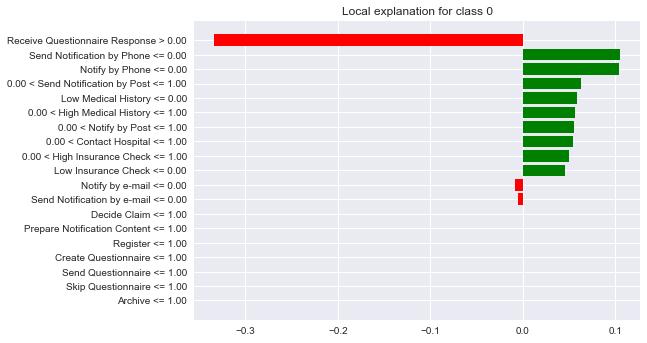 Local explanation for class 0
Receive Questionnaire Response > 0.00
Send Notification by Phone <= 0.00
Notify by Phone <= 0.00
0.00 < Send Notification by Post <= 1.00
Low Medical History <= 0.00
0.00 < High Medical History <= 1.00
0.00 < Notify by Post <= 1.00
0.00 < Contact Hospital <= 1.00
0.00 < High Insurance Check <= 1.00
Low Insurance Check <= 0.00
Notify by e-mail <= 0.00
Send Notification by e-mail <= 0.00
Decide Claim <= 1.00
Prepare Notification Content <= 1.00
Register <= 1.00
Create Questionnaire <= 1.00
Send Questionnaire <= 1.00
Skip Questionnaire <= 1.00
Archive <= 1.00
−0.3 −0.2 −0.1 0.0 0.1